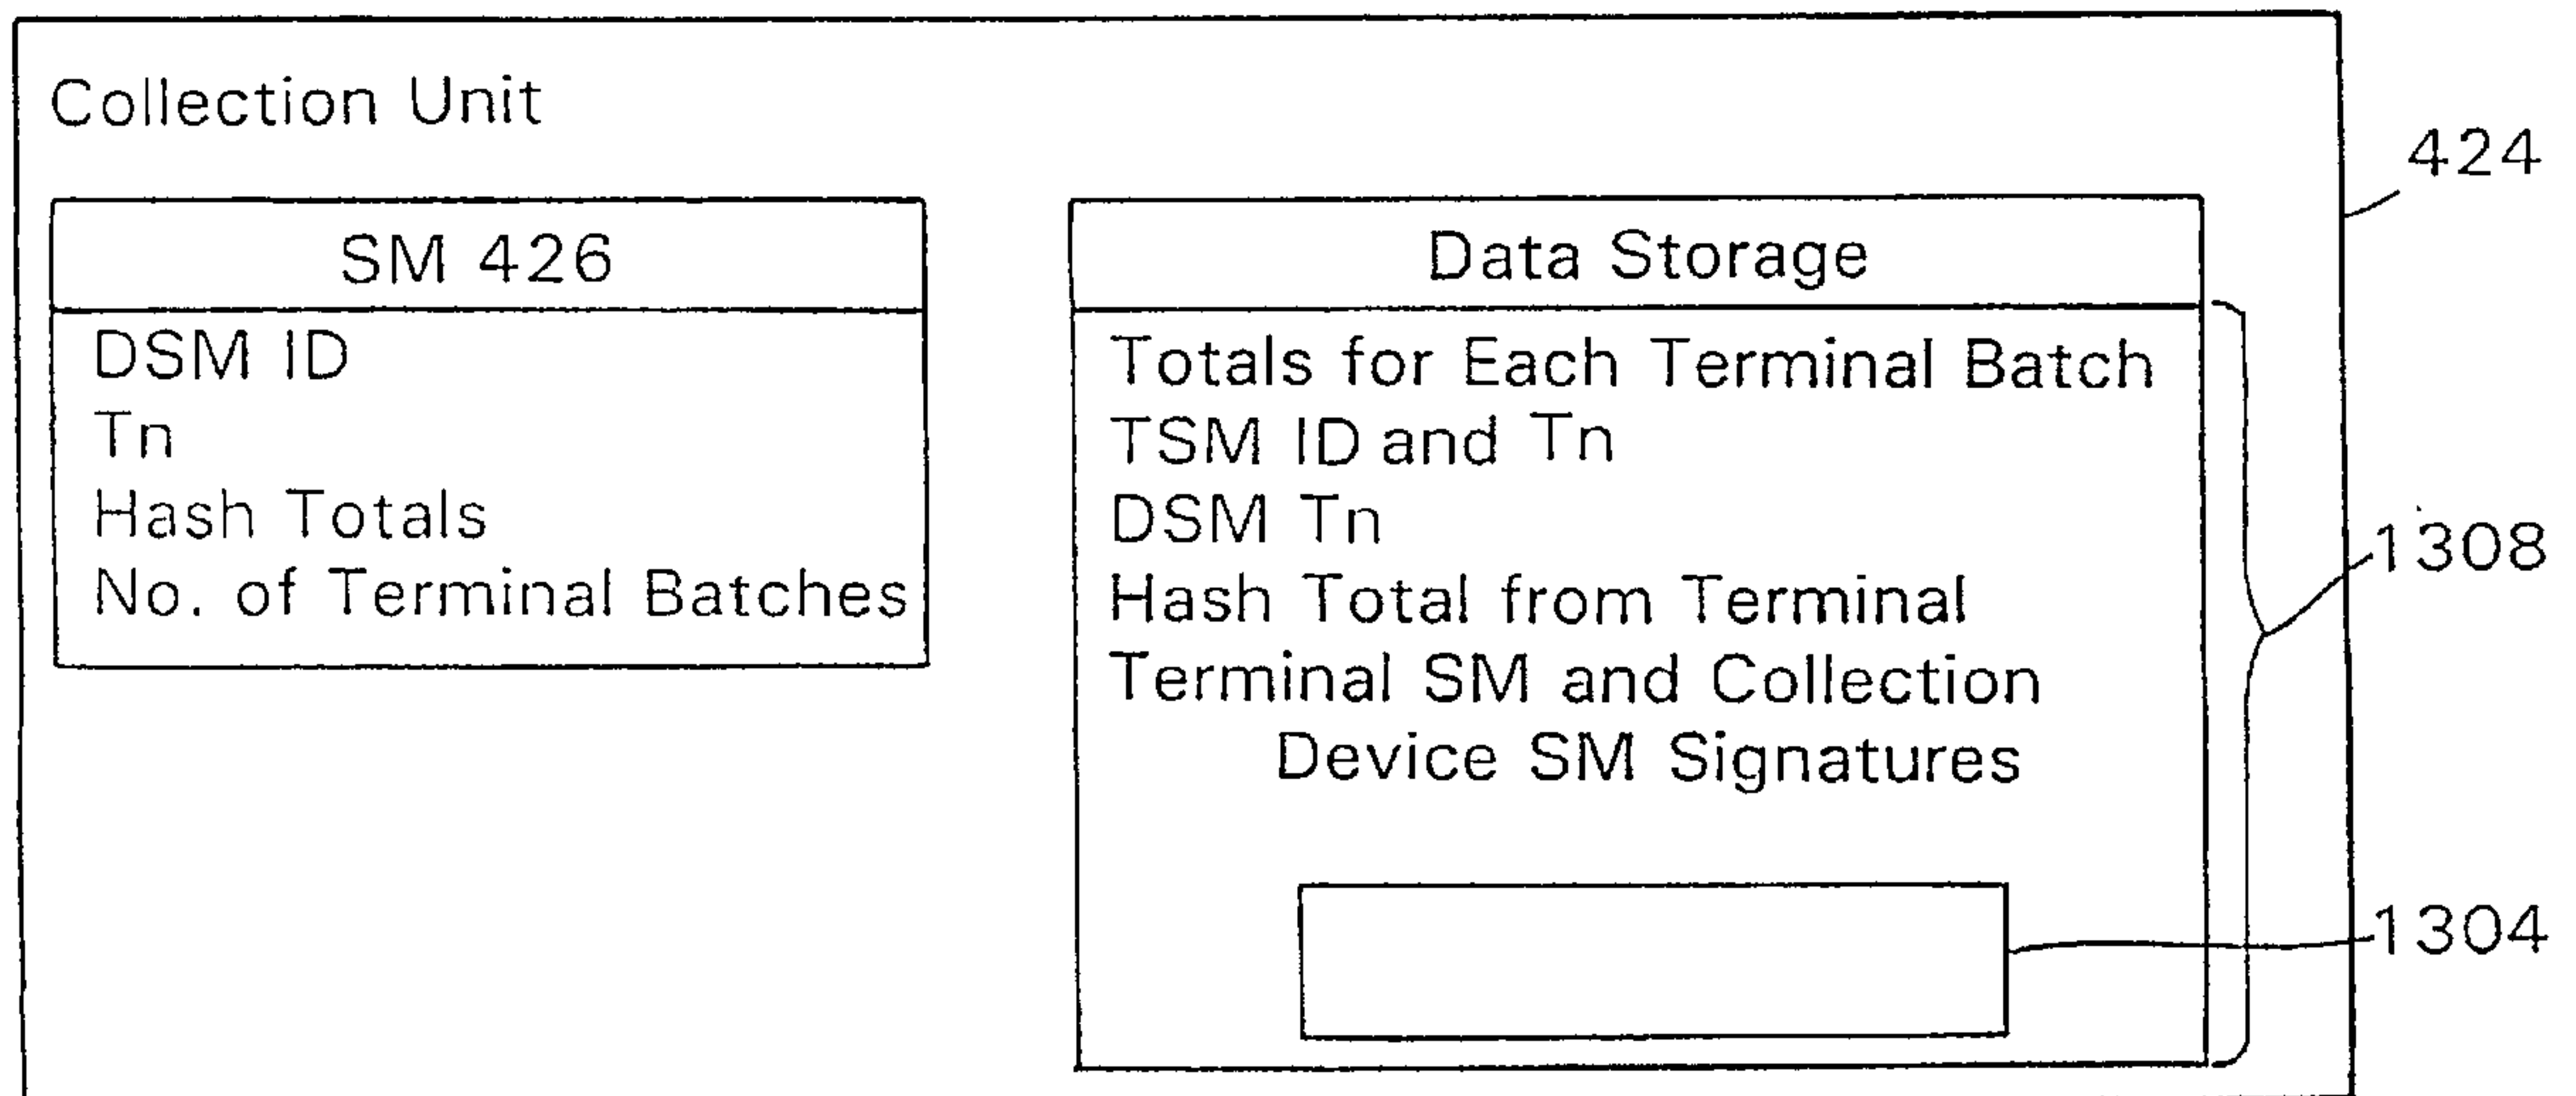 Collection Unit
424
SM 426
DSM ID
Tn
Hash Totals
No. of Terminal Batches
Data Storage
Totals for Each Terminal Batch
TSM ID and Tn
DSM Tn
Hash Total from Terminal
Terminal SM and Collection
Device SM Signatures
1308
1304